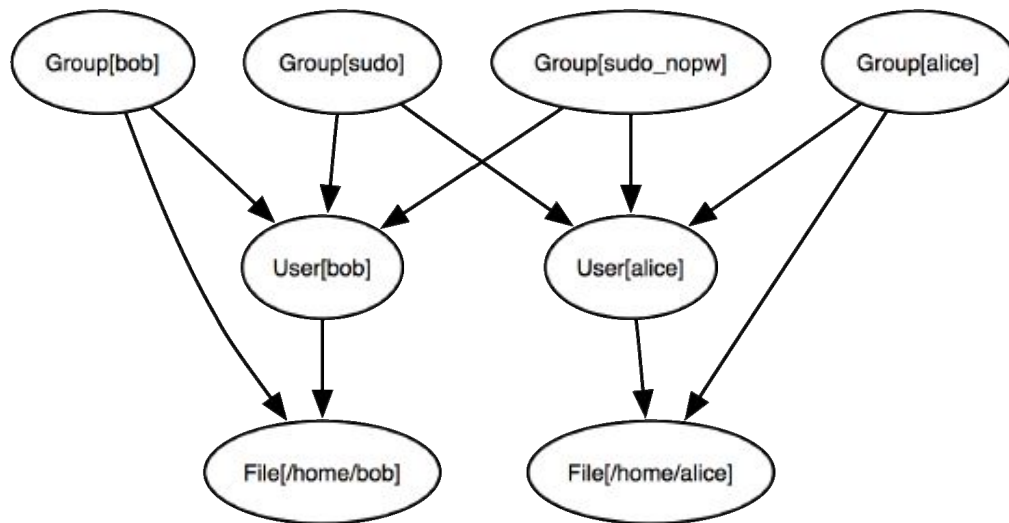 Group[bob]
Group[sudo]
Group[sudo_nopw]
Group[alice]
User[bob]
User[alice]
File[/home/bob]
File[/home/alice]